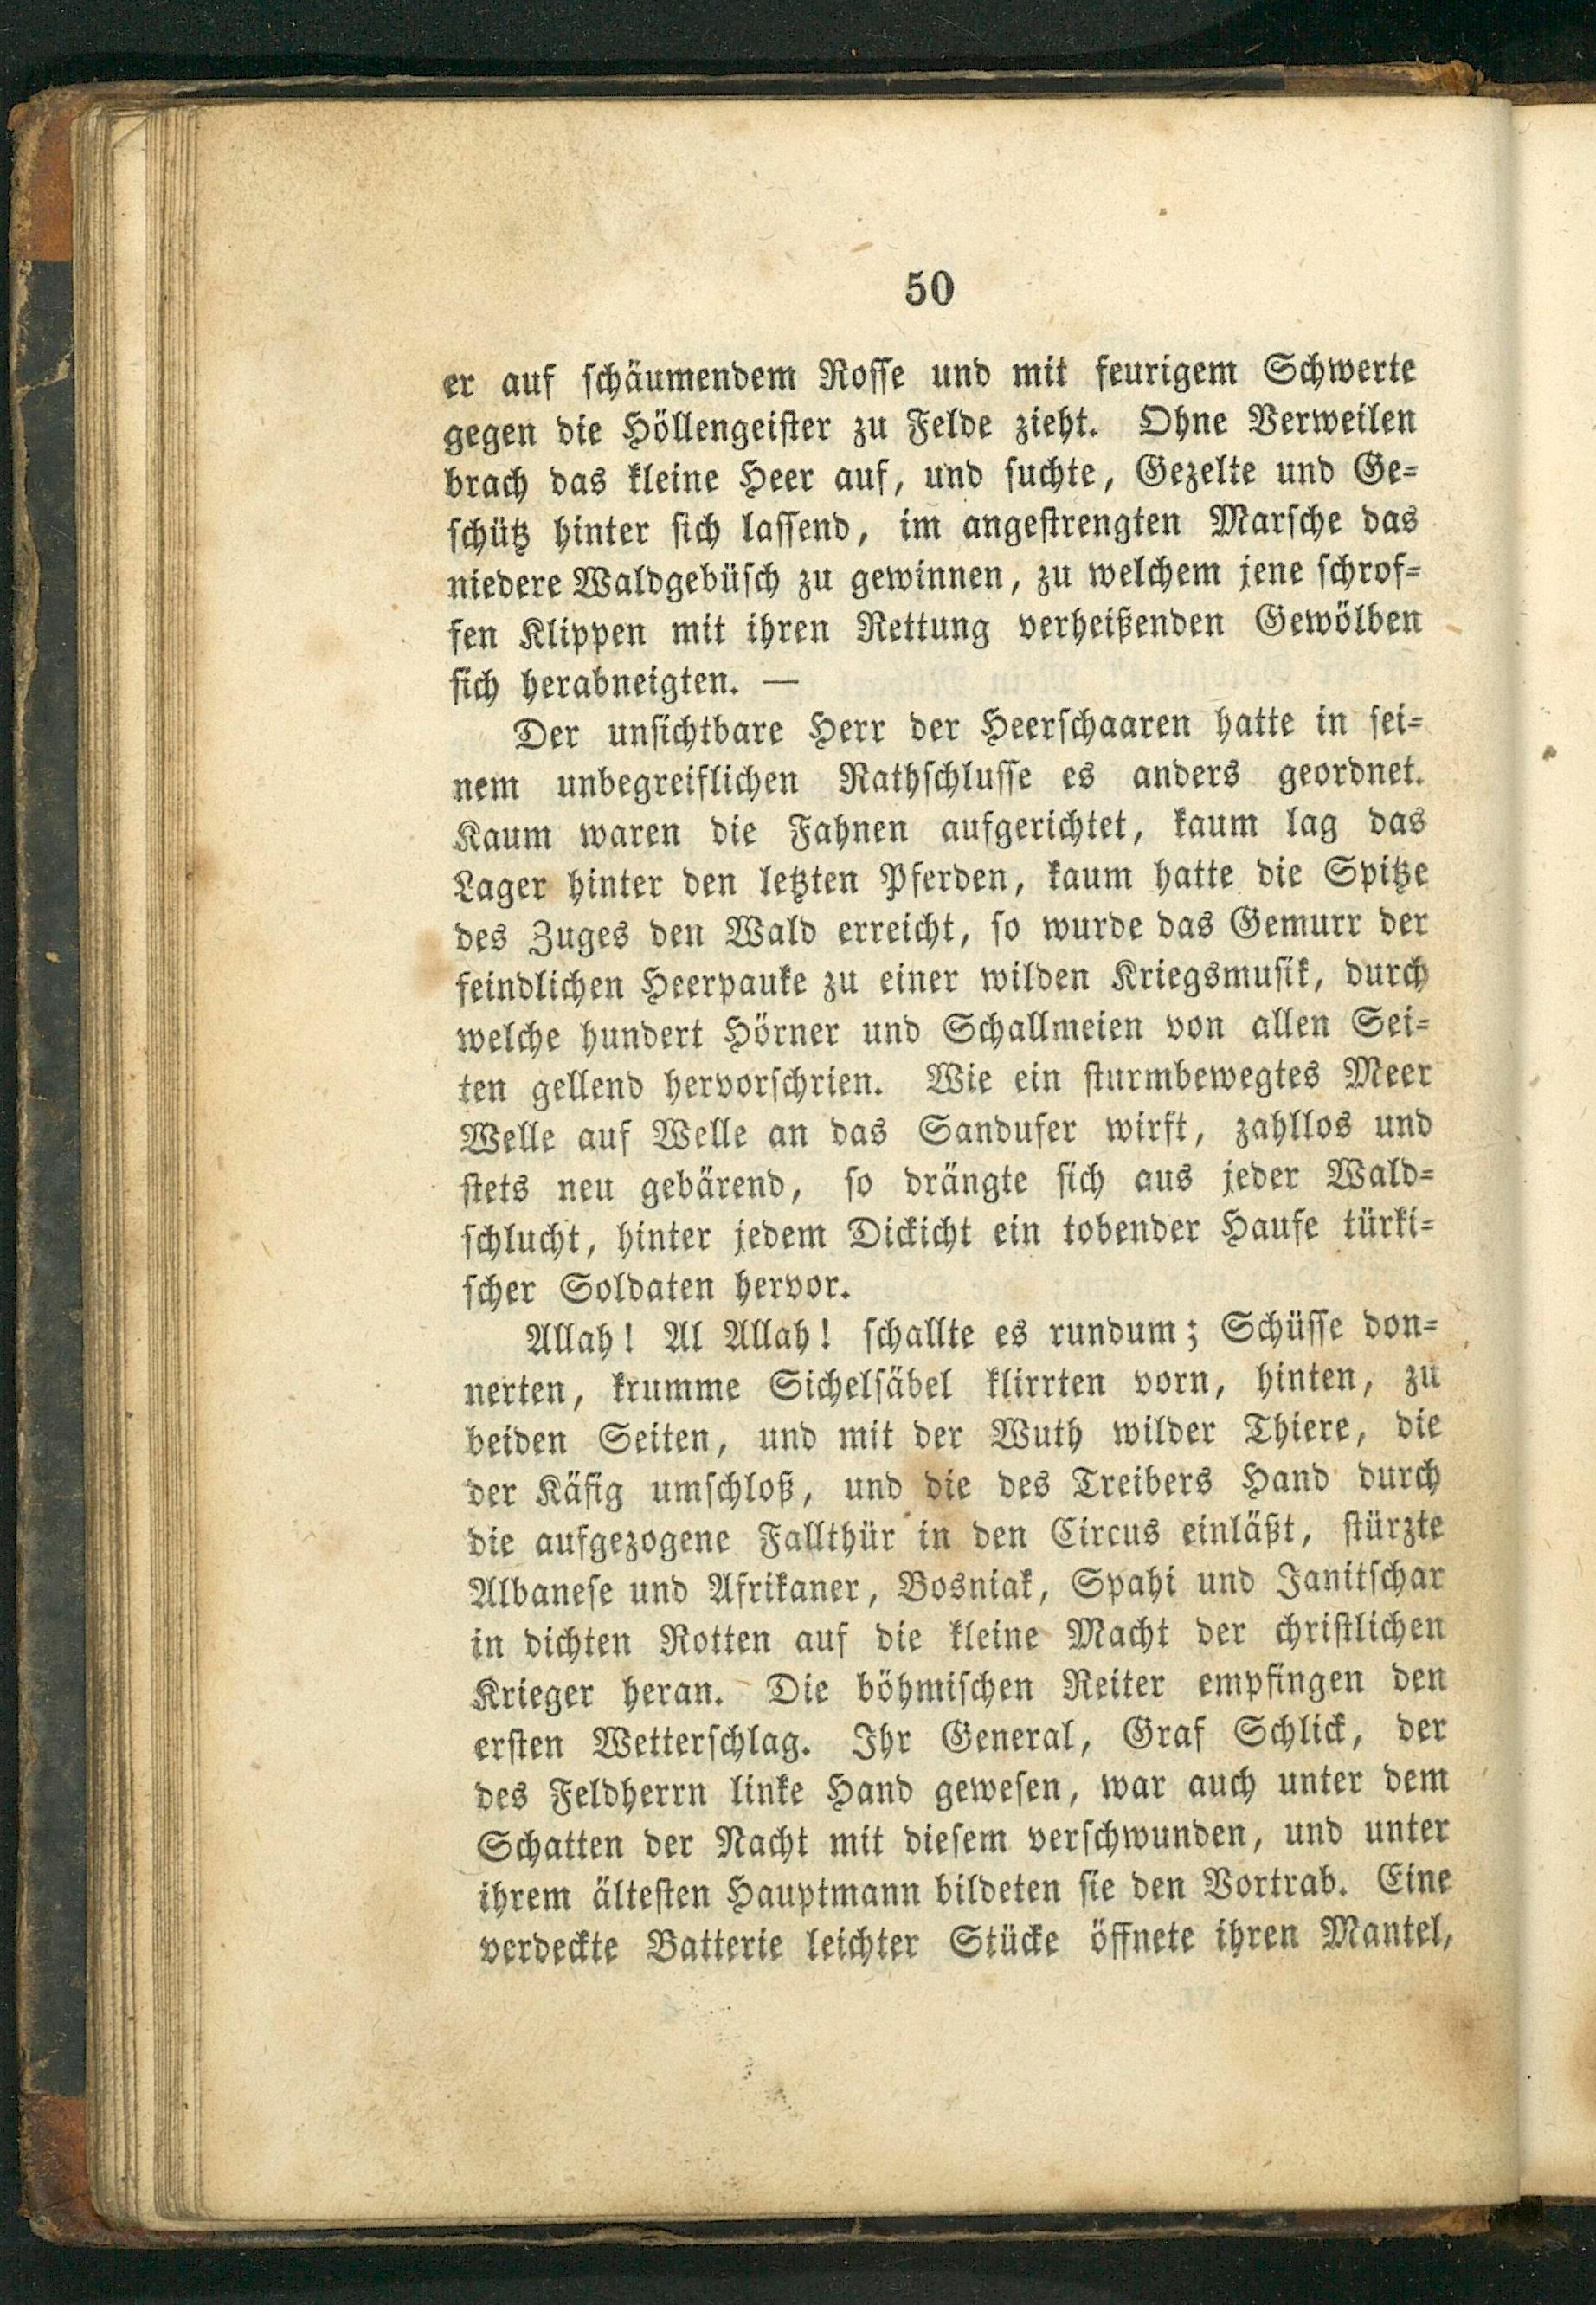 50
er auf schäumendem Rosse und mit feurigem Schwerte
gegen die Höllengeister zu Felde zieht. Ohne Verweilen
brach das kleine Heer auf, und suchte, Gezelte und Ge=
schütz hinter sich lassend, im angestrengten Marsche das
niedere Waldgebüsch zu gewinnen, zu welchem jene schrof=
fen Klippen mit ihren Rettung verheißenden Gewölben
sich herabneigten. —
Der unsichtbare Herr der Heerschaaren hatte in sei=
nem unbegreiflichen Rathschlusse es anders geordnet.
Kaum waren die Fahnen aufgerichtet, kaum lag das
Lager hinter den letzten Pferden, kaum hatte die Spitze
des Zuges den Wald erreicht, so wurde das Gemurr der
feindlichen Heerpauke zu einer wilden Kriegsmusik, durch
welche hundert Hörner und Schallmeien von allen Sei=
ten gellend hervorschrien. Wie ein sturmbewegtes Meer
Welle auf Welle an das Sandufer wirft, zahllos und
stets neu gebärend, so drängte sich aus jeder Wald=
schlucht, hinter jedem Dickicht ein tobender Haufe türki=
scher Soldaten hervor.
Allah! Al Allah! schallte es rundum; Schüsse don=
nerten, krumme Sichelsäbel klirrten vorn, hinten, zu
beiden Seiten, und mit der Wuth wilder Thiere, die
der Käfig umschloß, und die des Treibers Hand durch
die aufgezogene Fallthür in den Circus einläßt, stürzte
Albanese und Afrikaner, Bosniak, Spahi und Janitschar
in dichten Rotten auf die kleine Macht der christlichen
Krieger heran. Die böhmischen Reiter empfingen den
ersten Wetterschlag. Ihr General, Graf Schlick, der
des Feldherrn linke Hand gewesen, war auch unter dem
Schatten der Nacht mit diesem verschwunden, und unter
ihrem ältesten Hauptmann bildeten sie den Vortrab. Eine
verdeckte Batterie leichter Stücke öffnete ihren Mantel,